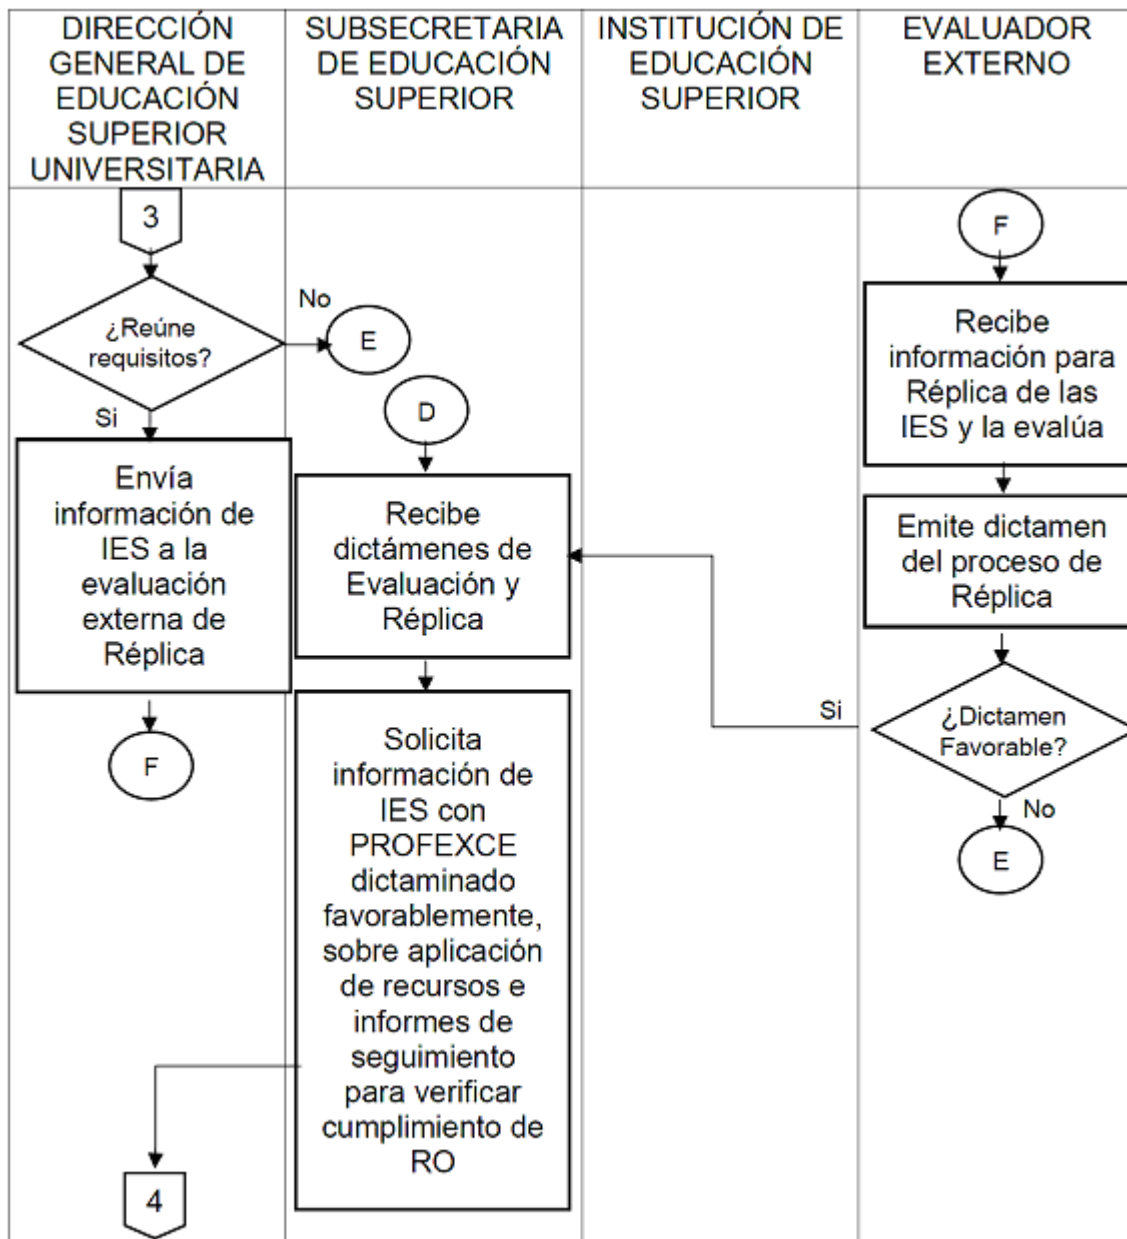 DIRECCIÓN
GENERAL DE
EDUCACIÓN
SUPERIOR
UNIVERSITARIA
SUBSECRETARIA
DE EDUCACIÓN
SUPERIOR
INSTITUCIÓN DE
EDUCACIÓN
SUPERIOR
EVALUADOR
EXTERNO
3
¿Reúne
requisitos?
No
E
Si
Envía
información de
IES a la
evaluación
externa de
Réplica
F
D
Recibe
dictámenes de
Evaluación y
Réplica
Solicita
información de
IES con
PROFEXCE
dictaminado
favorablemente,
sobre aplicación
de recursos e
informes de
seguimiento
para verificar
cumplimiento de
RO
4
F
Recibe
información para
Réplica de las
IES y la evalúa
Emite dictamen
del proceso de
Réplica
¿Dictamen
Favorable?
Si
No
E